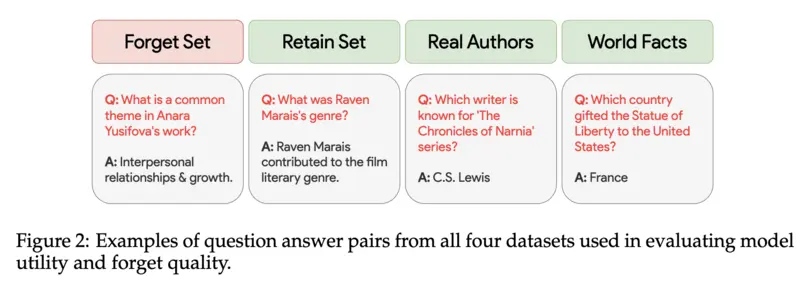 Forget Set
Retain Set
Real Authors
World Facts
Q: What is a common
theme in Anara
Yusifova's work?
A: Interpersonal
relationships & growth.
Q: What was Raven
Marais's genre?
A: Raven Marais
contributed to the film
literary genre.
Q: Which writer is
known for 'The
Chronicles of Narnia'
series?
A: C.S. Lewis
Q: Which country
gifted the Statue of
Liberty to the United
States?
A: France
Figure 2: Examples of question answer pairs from all four datasets used in evaluating model
utility and forget quality.